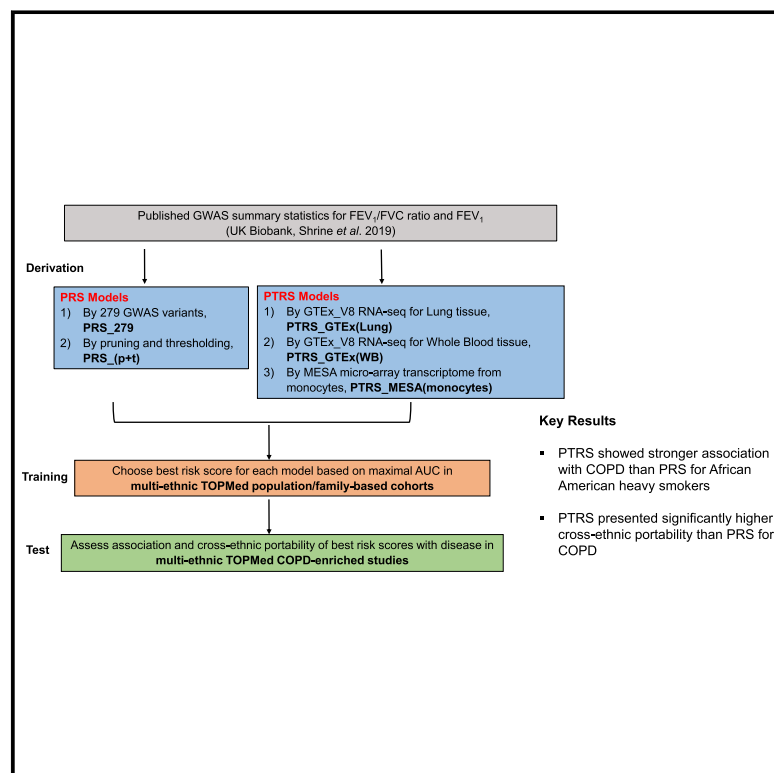 Published GWAS summary statistics for FEV₁/FVC ratio and FEV₁
(UK Biobank, Shrine et al. 2019)
Derivation
PRS Models
1) By 279 GWAS variants,
PRS_279
2) By pruning and thresholding,
PRS_(p+t)
PTRS Models
1) By GTEx_V8 RNA-seq for Lung tissue,
PTRS_GTEx(Lung)
2) By GTEx_V8 RNA-seq for Whole Blood tissue,
PTRS_GTEx(WB)
3) By MESA micro-array transcriptome from
monocytes, PTRS_MESA(monocytes)
Training
Choose best risk score for each model based on maximal AUC in
multi-ethnic TOPMed population/family-based cohorts
Test
Assess association and cross-ethnic portability of best risk scores with disease in
multi-ethnic TOPMed COPD-enriched studies
Key Results
▪ PTRS showed stronger association
with COPD than PRS for African
American heavy smokers
▪ PTRS presented significantly higher
cross-ethnic portability than PRS for
COPD